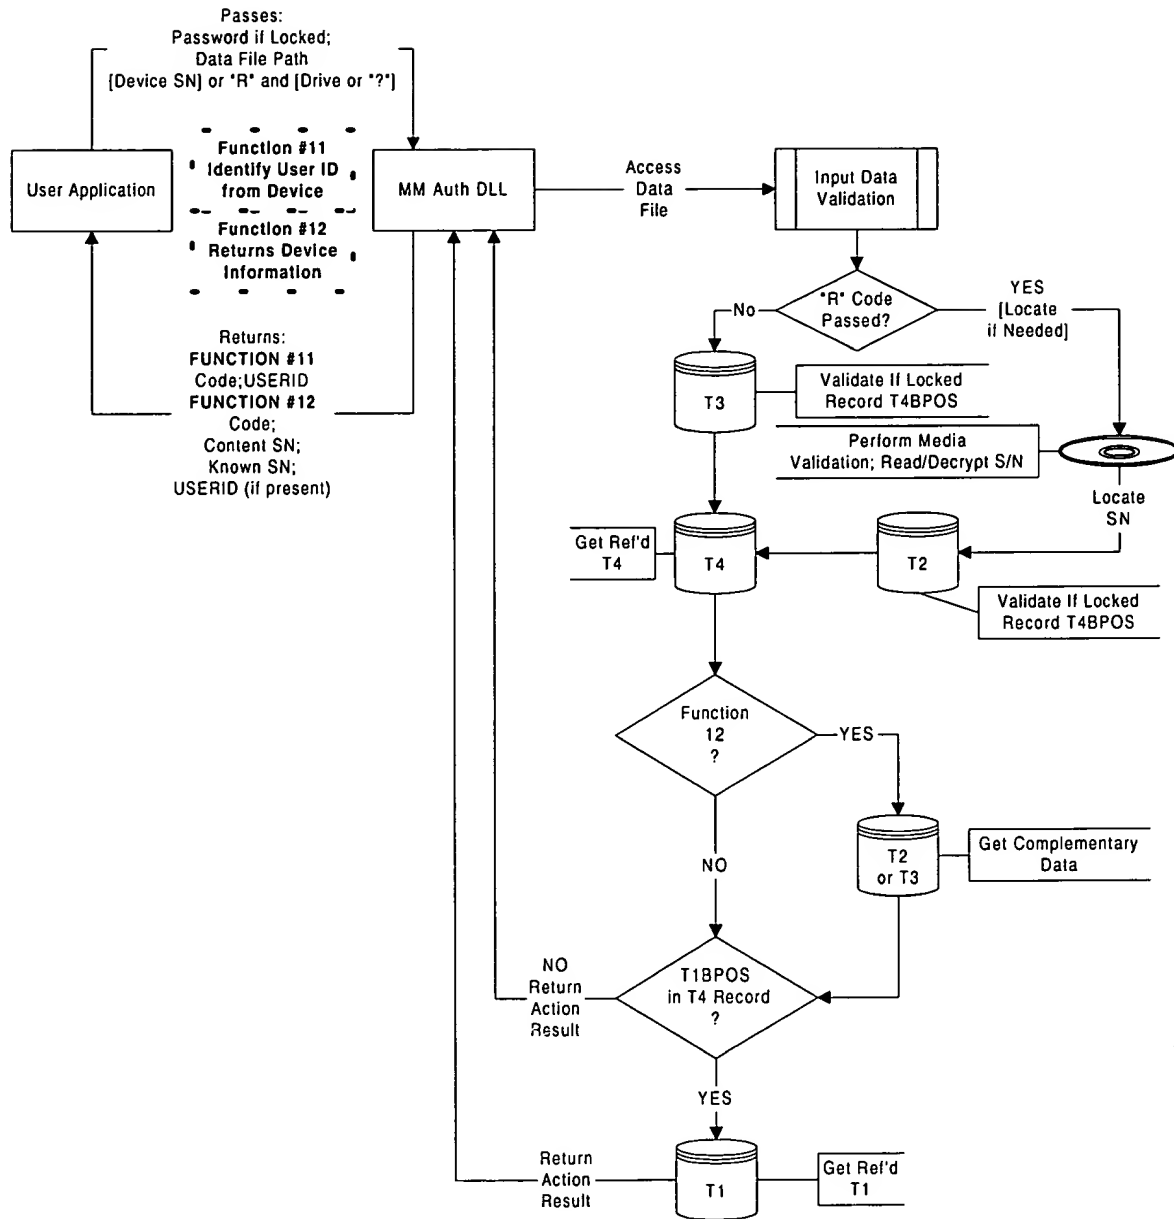 Passes:
Password if Locked;
Data File Path
[Device SN] or "R" and [Drive or "?"]
User Application
Function #11
Identify User ID
from Device
Function #12
Returns Device
Information
MM Auth DLL
Access
Data
File
Input Data
Validation
"R" Code
Passed?
No
YES
[Locate
if Needed]
Returns:
FUNCTION #11
Code;USERID
FUNCTION #12
Code;
Content SN;
Known SN;
USERID (if present)
T3
Validate If Locked
Record T4BPOS
Perform Media
Validation; Read/Decrypt S/N
Locate
SN
Get Ref'd
T4
T4
T2
Validate If Locked
Record T4BPOS
Function
12
?
YES
NO
T2
or T3
Get Complementary
Data
T1BPOS
in T4 Record
?
NO
Return
Action
Result
YES
Return
Action
Result
T1
Get Ref'd
T1